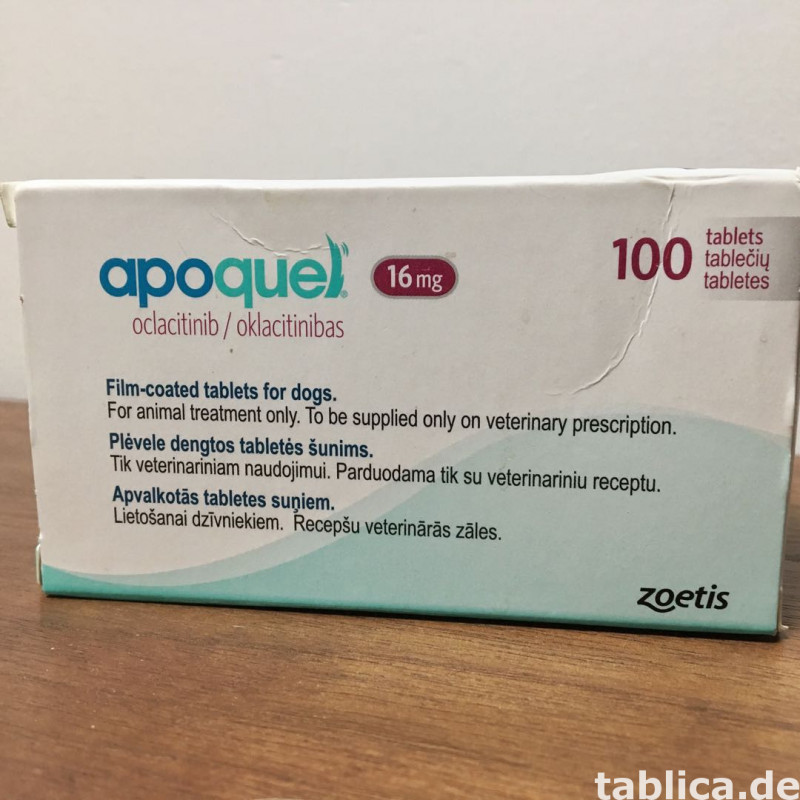 apoquel
16 mg
100
tablets
tablečių
tabletes
oclacitinib / oklacitinibas
Film-coated tablets for dogs.
For animal treatment only. To be supplied only on veterinary prescription.
Plėvele dengtos tabletės šunims.
Tik veterinariniam naudojimui. Parduodama tik su veterinariniu receptu.
Apvalkotās tabletes suņiem.
Lietošanai dzīvniekiem. Recepšu veterinārās zāles.
zoetis
tablica.de